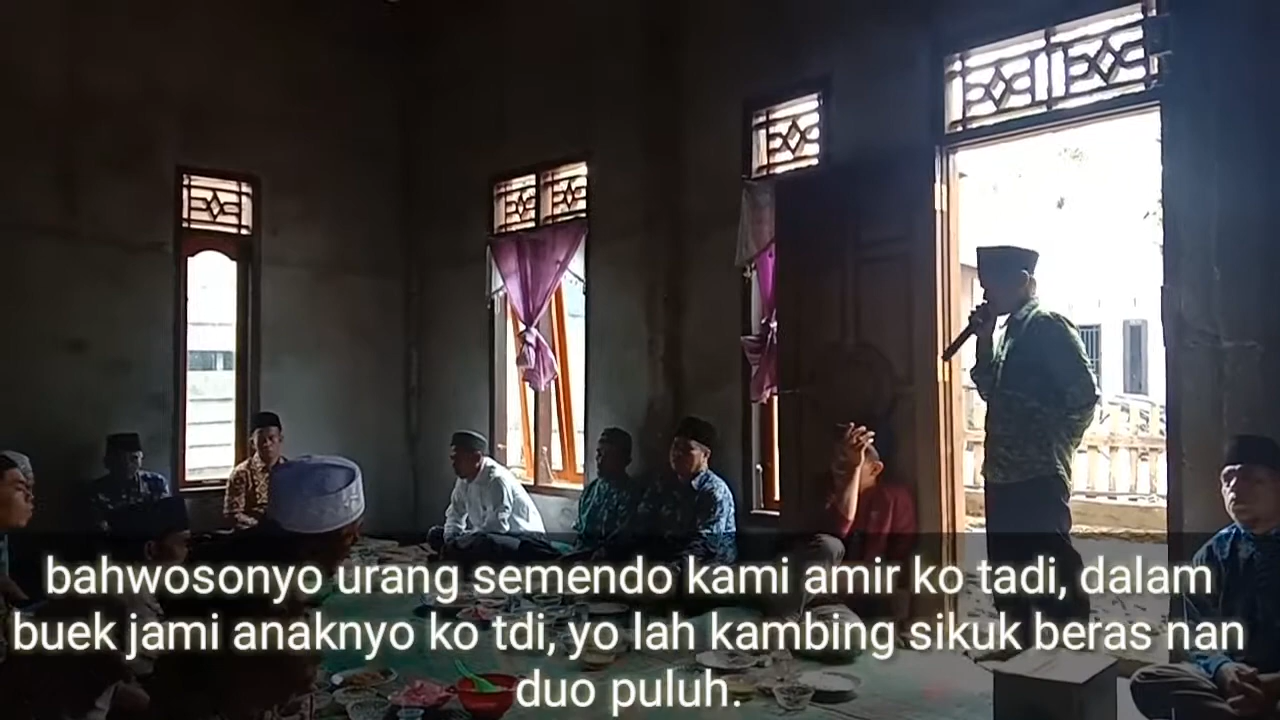 bahwosonyo urang semendo kami amir ko tadi, dalam
buek jami anaknyo ko tdi, yo lah kambing sikuk beras nan
duo puluh.